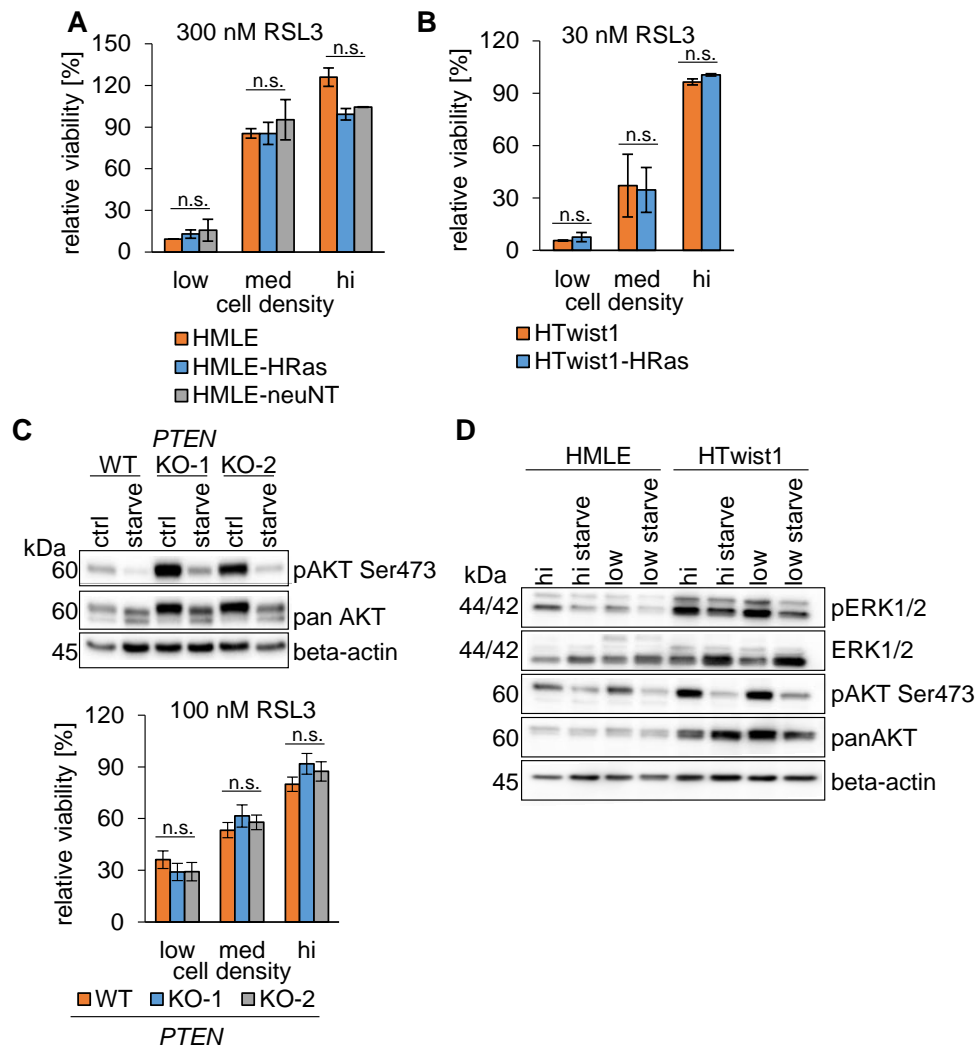 A
300 nM RSL3
relative viability [%]
150
120
90
60
30
0
n.s.
n.s.
n.s.
low
med
hi
cell density
HMLE
HMLE-HRas
HMLE-neuNT
B
30 nM RSL3
relative viability [%]
120
90
60
30
0
n.s.
n.s.
n.s.
low
med
hi
cell density
HTwist1
HTwist1-HRas
C
PTEN
WT KO-1 KO-2
ctrl starve ctrl starve ctrl starve
kDa
60 pAKT Ser473
60 pan AKT
45 beta-actin
100 nM RSL3
relative viability [%]
120
90
60
30
0
n.s.
n.s.
n.s.
low
med
hi
cell density
WT KO-1 KO-2
PTEN
D
HMLE HTwist1
hi hi starve low low starve hi hi starve low low starve
kDa
44/42 pERK1/2
44/42 ERK1/2
60 pAKT Ser473
60 panAKT
45 beta-actin